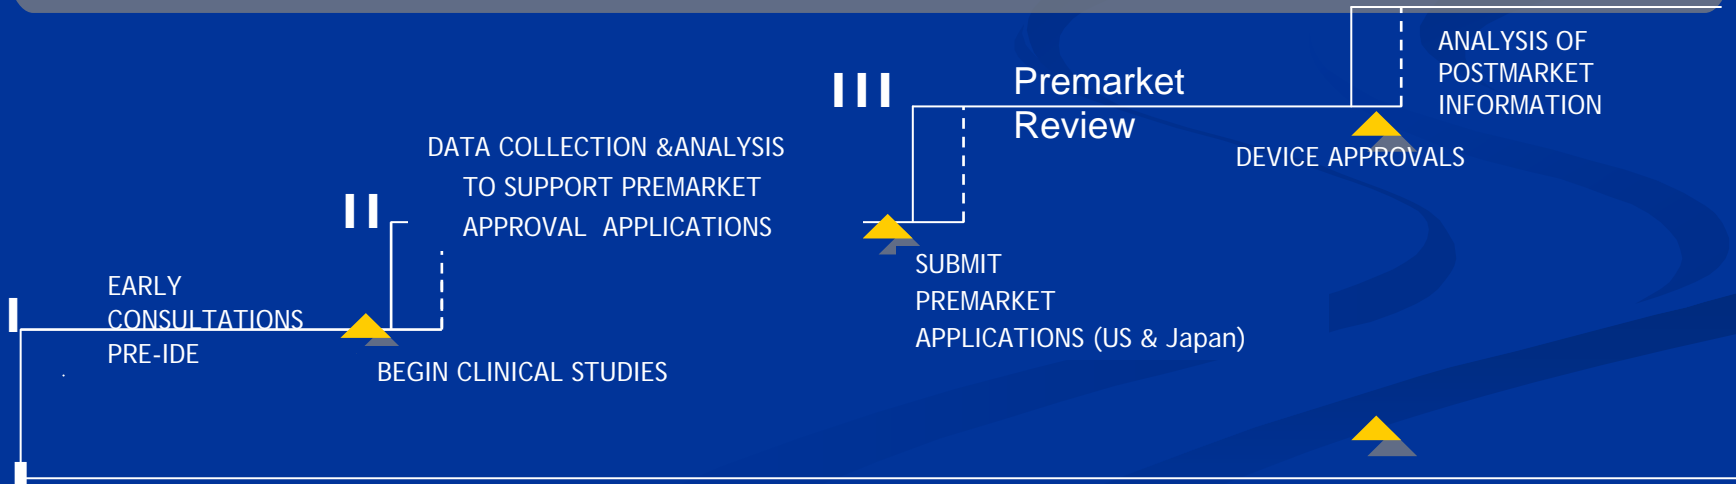 I
EARLY
CONSULTATIONS
PRE-IDE
BEGIN CLINICAL STUDIES
II
DATA COLLECTION &ANALYSIS
TO SUPPORT PREMARKET
APPROVAL APPLICATIONS
SUBMIT
PREMARKET
APPLICATIONS (US & Japan)
III
Premarket
Review
DEVICE APPROVALS
ANALYSIS OF
POSTMARKET
INFORMATION